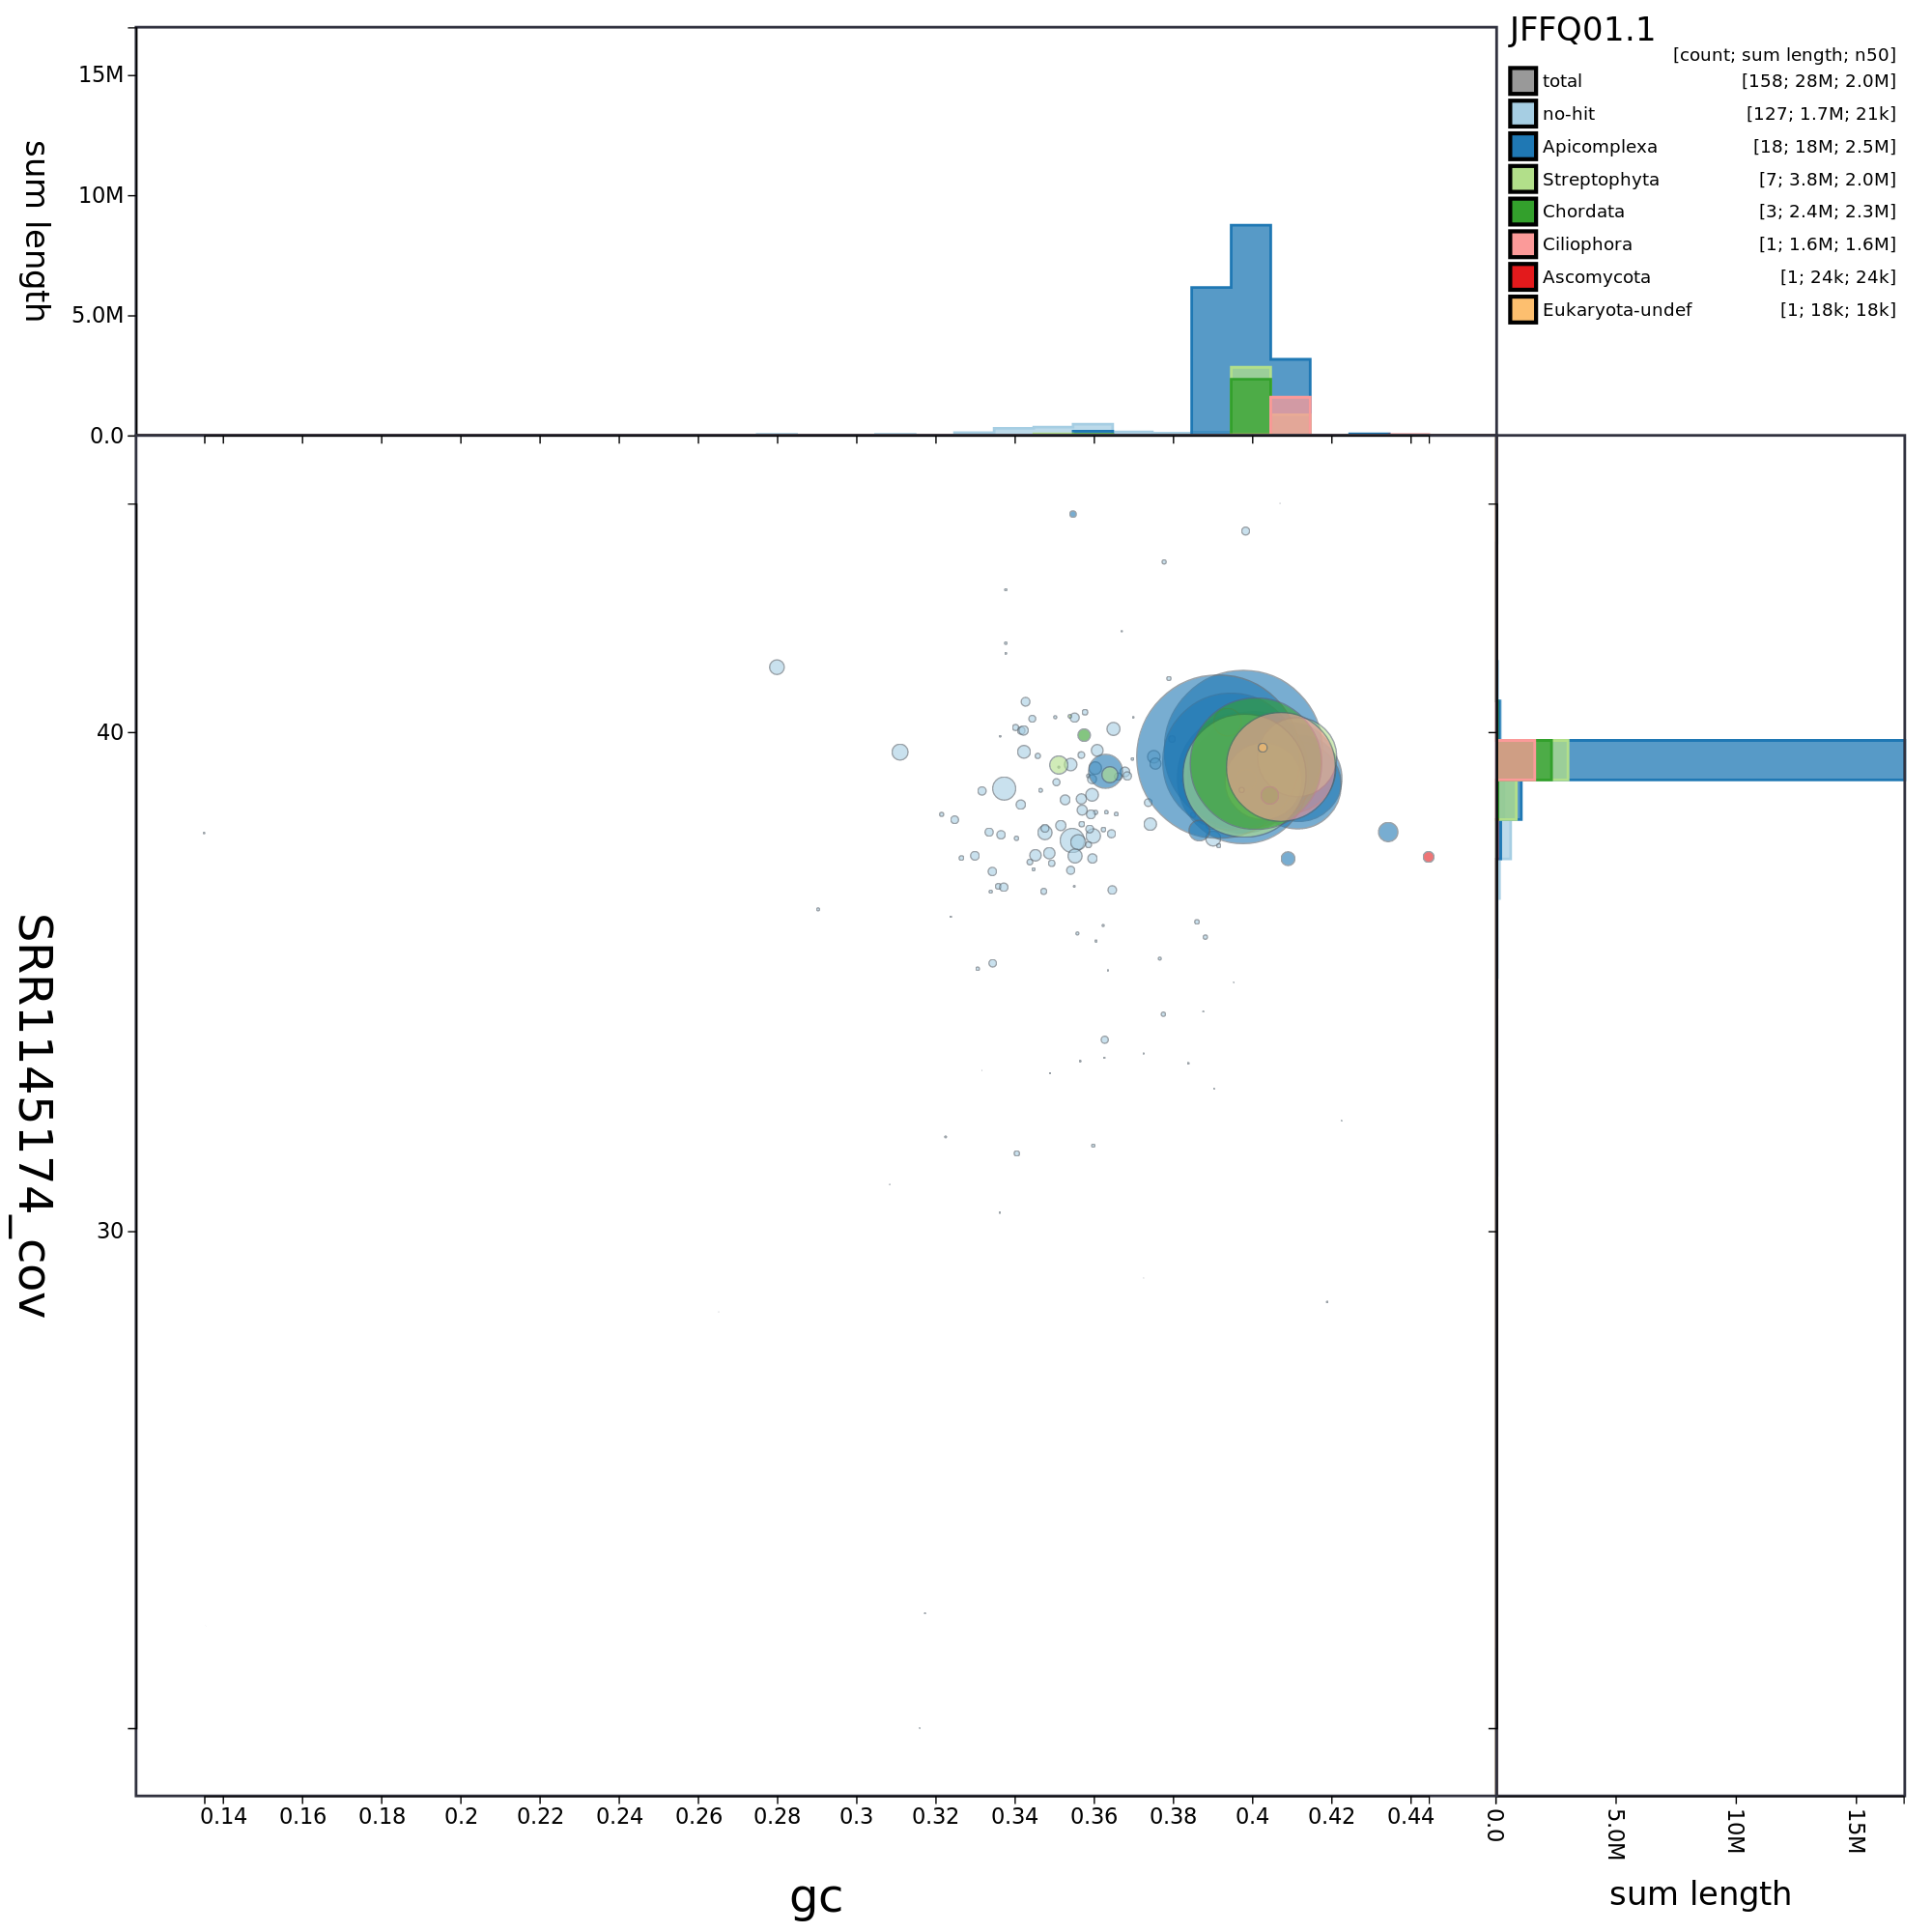 JFFQ01.1
[count; sum length; n50]
total [158; 28M; 2.0M]
no-hit [127; 1.7M; 21k]
Apicomplexa [18; 18M; 2.5M]
Streptophyta [7; 3.8M; 2.0M]
Chordata [3; 2.4M; 2.3M]
Ciliophora [1; 1.6M; 1.6M]
Ascomycota [1; 24k; 24k]
Eukaryota-undef [1; 18k; 18k]
sum length
15M
10M
5.0M
0.0
SRR1145174_cov
40
30
0.14 0.16 0.18 0.2 0.22 0.24 0.26 0.28 0.3 0.32 0.34 0.36 0.38 0.4 0.42 0.44
gc
0.0 5.0M 10M 15M
sum length